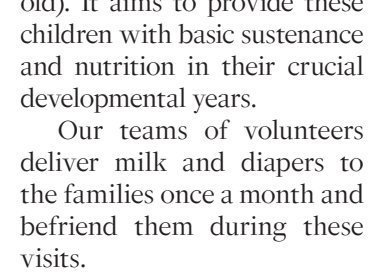 old). It aims to provide these
children with basic sustenance
and nutrition in their crucial
developmental years.
Our teams of volunteers
deliver milk and diapers to
the families once a month and
befriend them during these
visits.